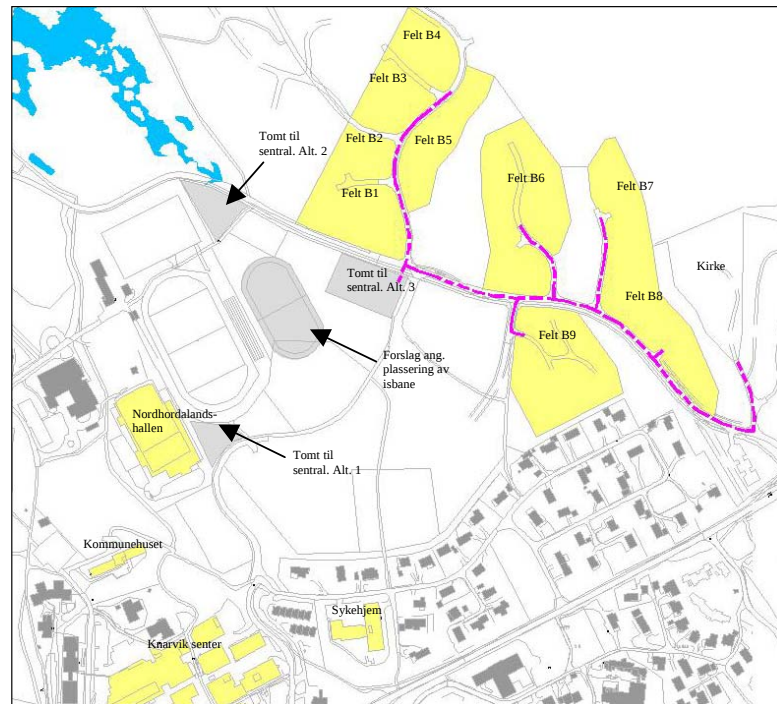 Felt B4
Felt B3
Tomt til
sentral. Alt. 2
Felt B2
Felt B5
Felt B1
Felt B6
Felt B7
Kirke
Tomt til
sentral. Alt. 3
Felt B8
Felt B9
Forslag ang.
plassering av
isbane
Nordhordalands-
hallen
Tomt til
sentral. Alt. 1
Kommunehuset
Sykehjem
Knarvik senter